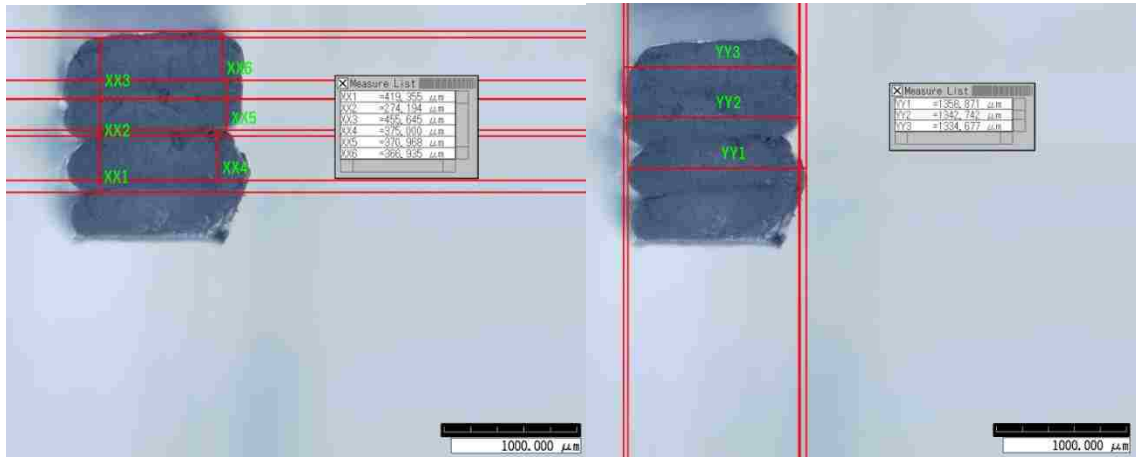 XX6
XX3
XX5
XX2
XX4
XX1
Measure List
XX1 =419.355 μm
XX2 =274.194 μm
XX3 =455.645 μm
XX4 =375.000 μm
XX5 =370.968 μm
XX6 =366.935 μm
1000.000 μm
YY3
YY2
YY1
Measure List
YY1 =1358.871 μm
YY2 =1342.742 μm
YY3 =1334.677 μm
1000.000 μm